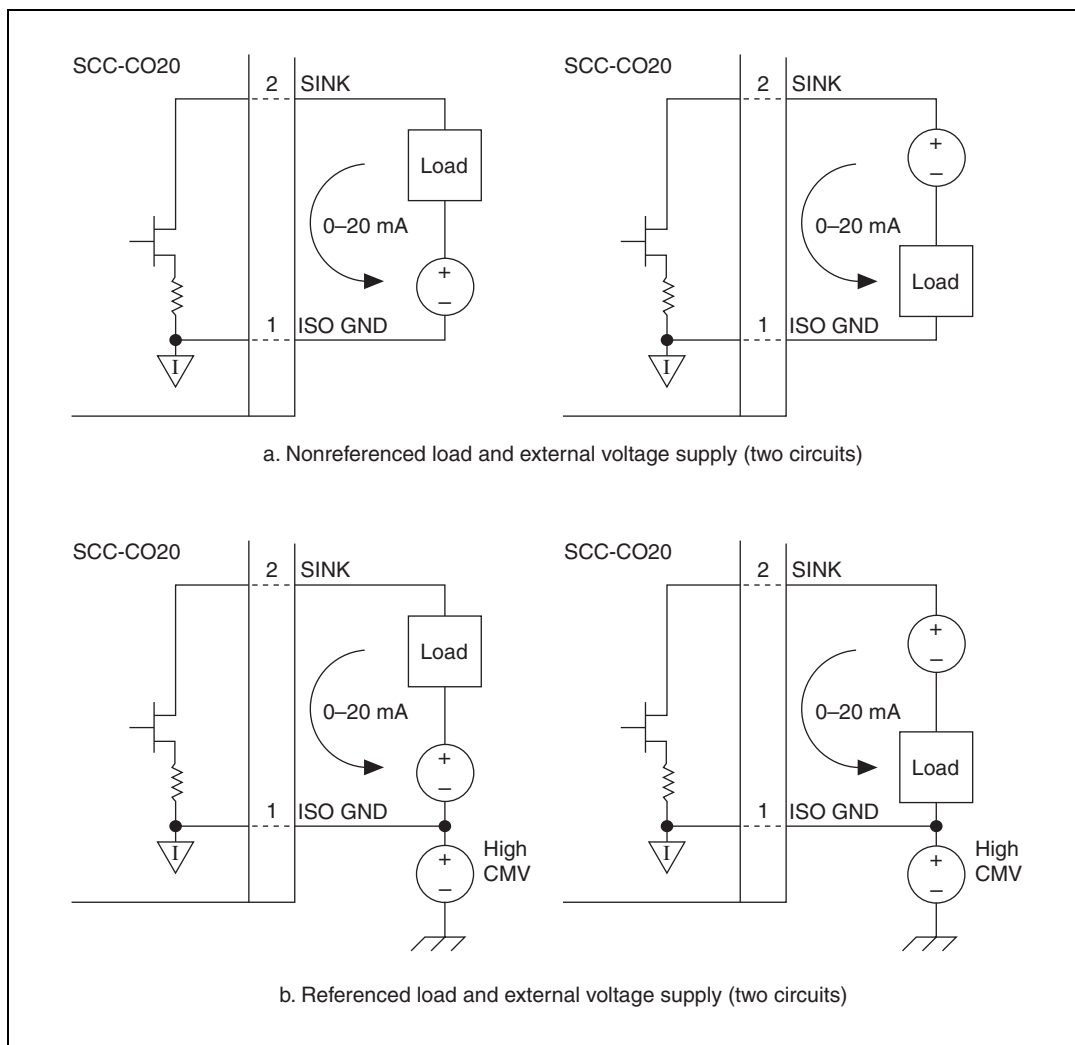 SCC-CO20
2 SINK
+
–
Load
0–20 mA
1 ISO GND
I
SCC-CO20
2 SINK
+
–
Load
0–20 mA
1 ISO GND
I
a. Nonreferenced load and external voltage supply (two circuits)
SCC-CO20
2 SINK
Load
0–20 mA
+
–
1 ISO GND
I
+
–
High
CMV
SCC-CO20
2 SINK
+
–
0–20 mA
Load
1 ISO GND
I
+
–
High
CMV
b. Referenced load and external voltage supply (two circuits)